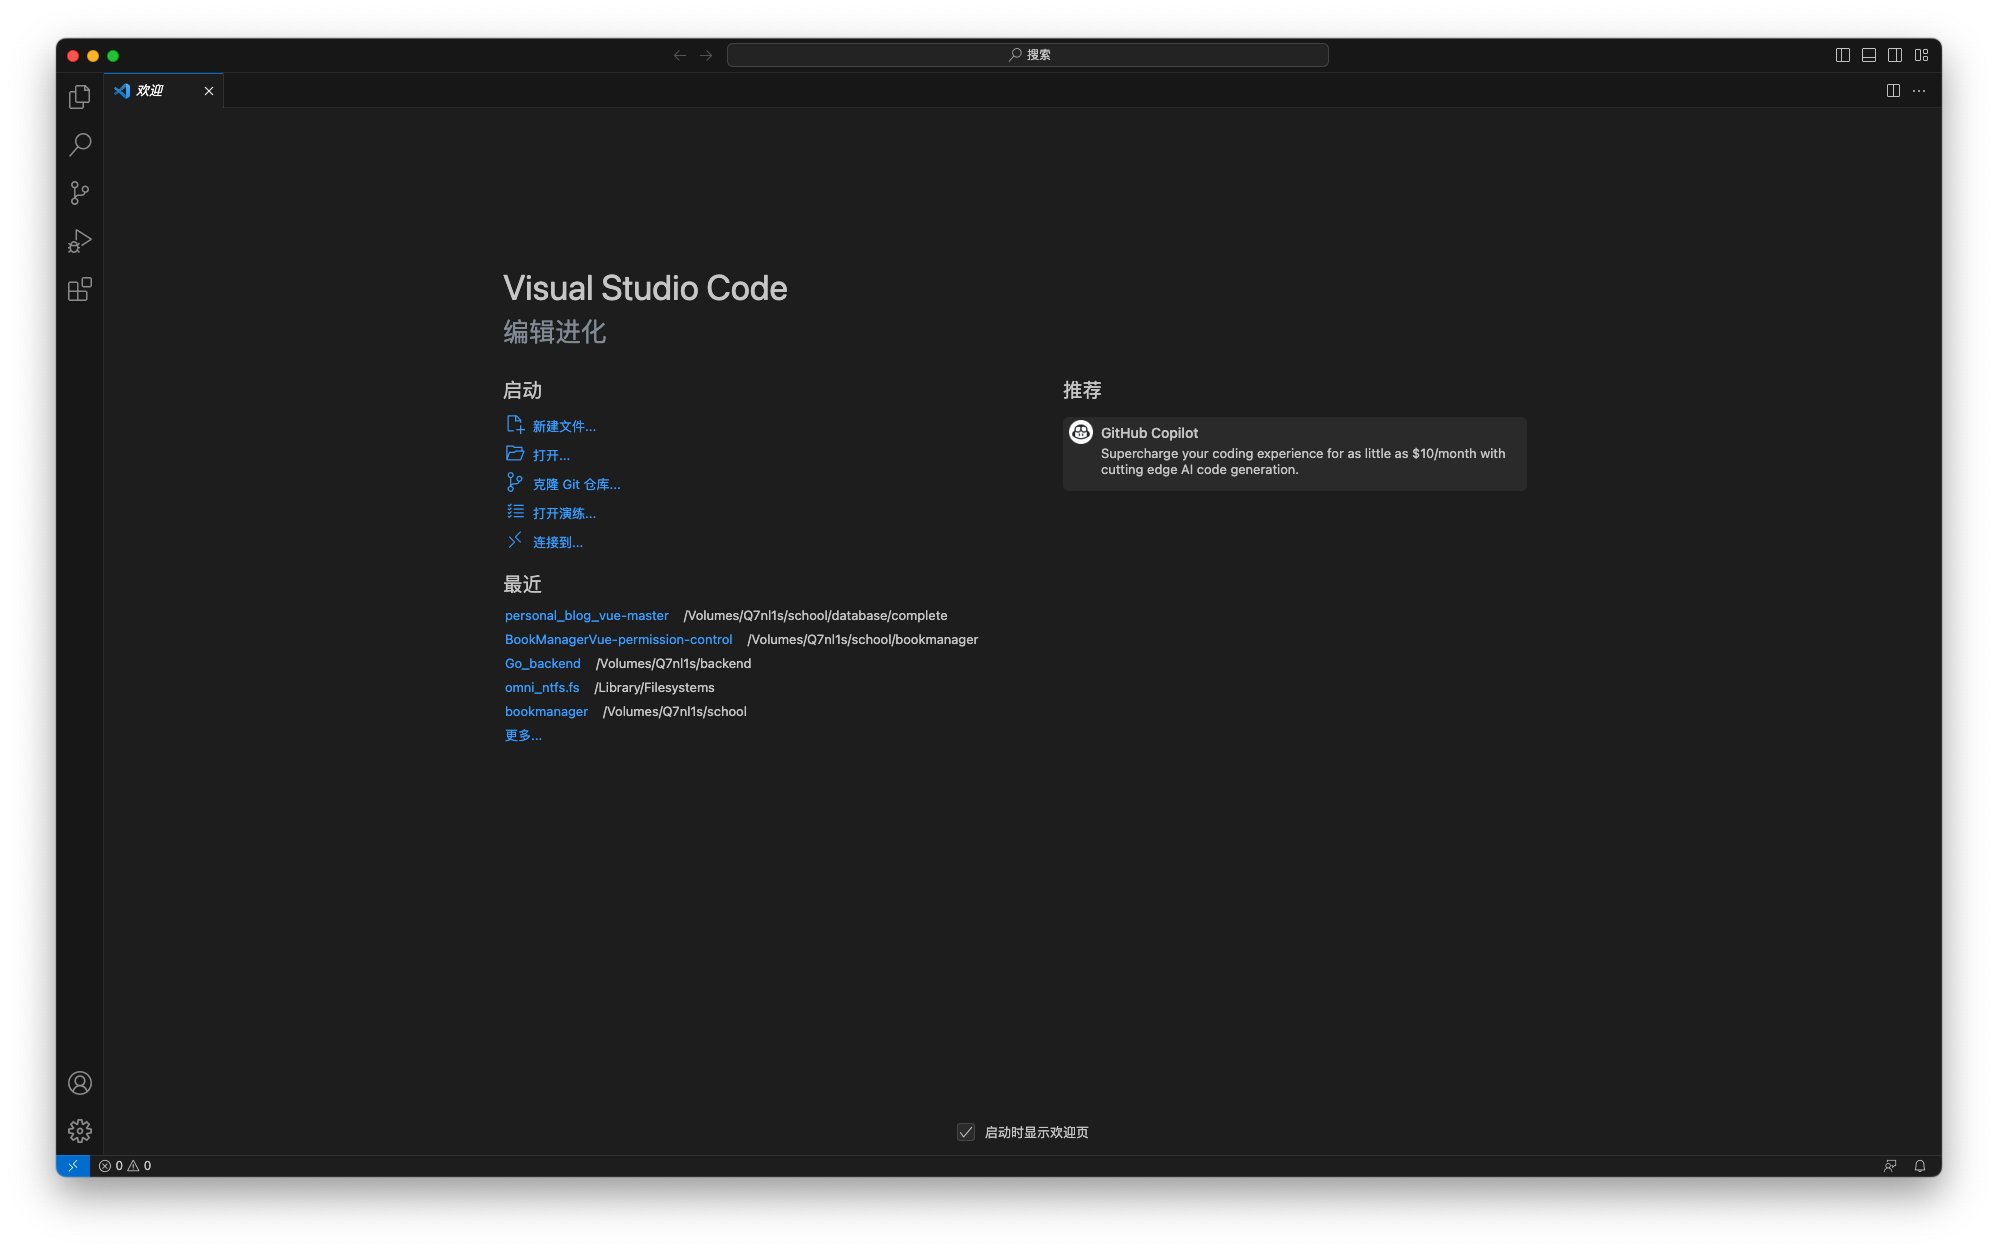 搜索
欢迎
Visual Studio Code
编辑进化
启动
新建文件...
打开...
克隆 Git 仓库...
打开演练...
连接到...
最近
personal_blog_vue-master /Volumes/Q7nl1s/school/database/complete
BookManagerVue-permission-control /Volumes/Q7nl1s/school/bookmanager
Go_backend /Volumes/Q7nl1s/backend
omni_ntfs.fs /Library/Filesystems
bookmanager /Volumes/Q7nl1s/school
更多...
推荐
GitHub Copilot
Supercharge your coding experience for as little as $10/month with
cutting edge AI code generation.
启动时显示欢迎页
0 0